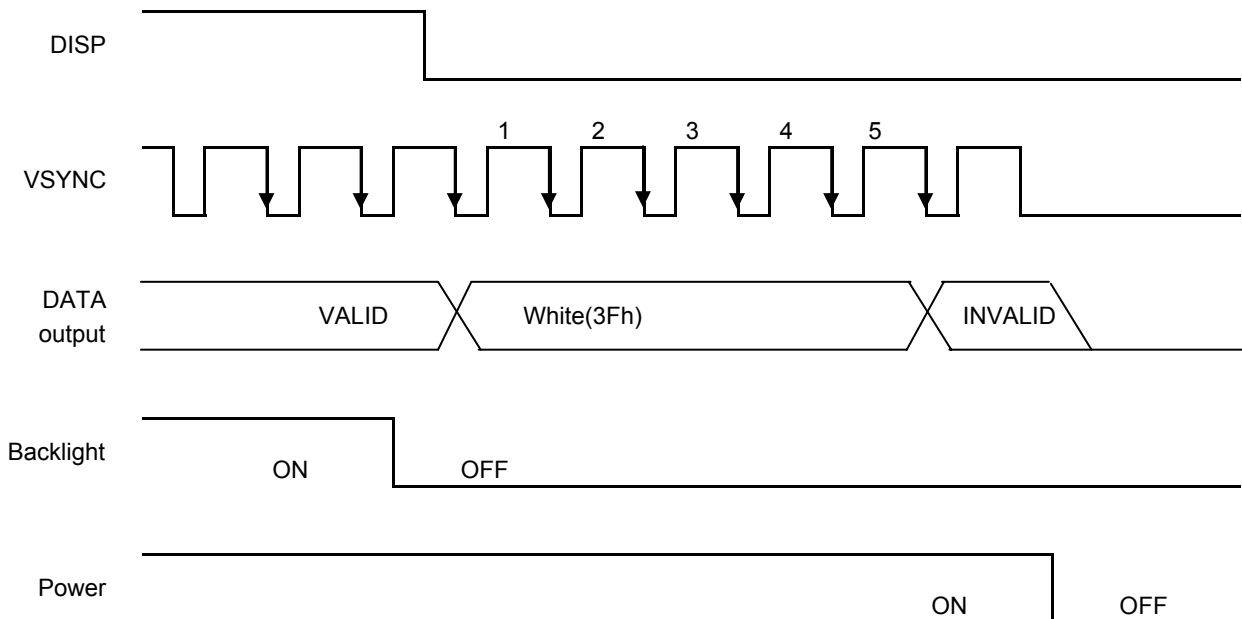 DISP
1 2 3 4 5
VSYNC
DATA
output
VALID White(3Fh) INVALID
Backlight
ON OFF
Power
ON OFF